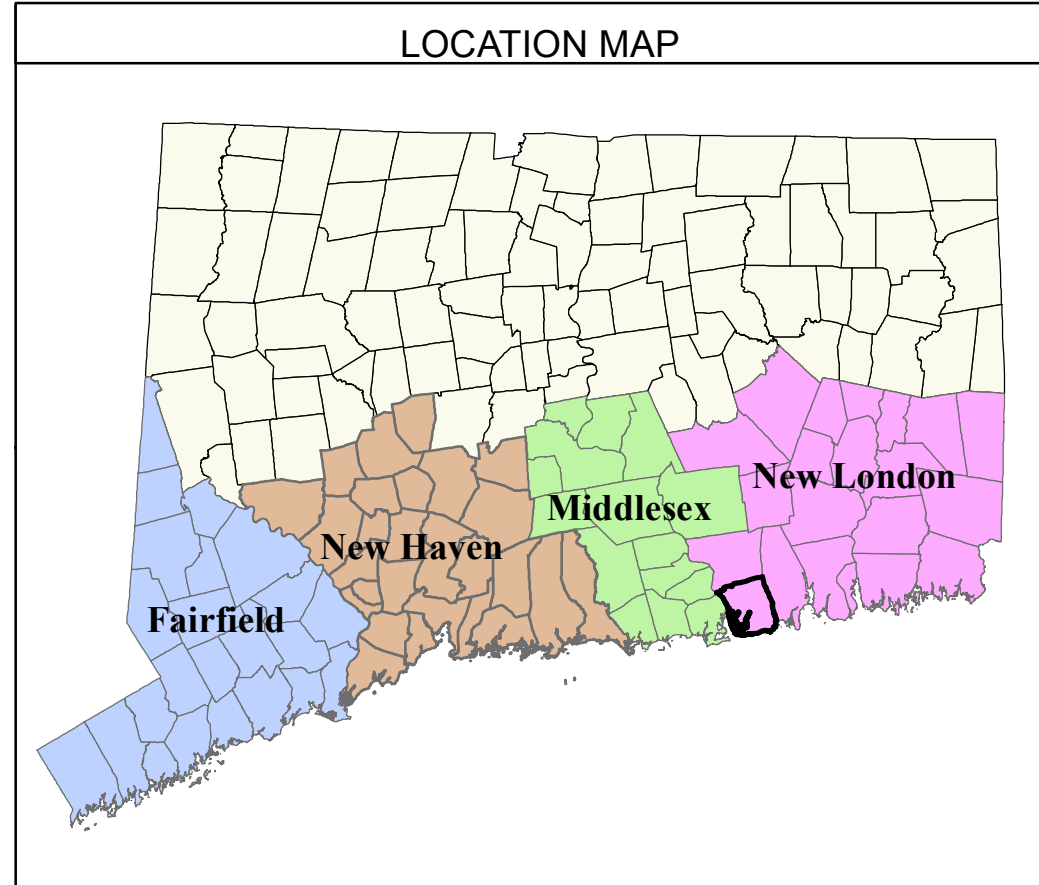 LOCATION MAP
New London
Middlesex
New Haven
Fairfield